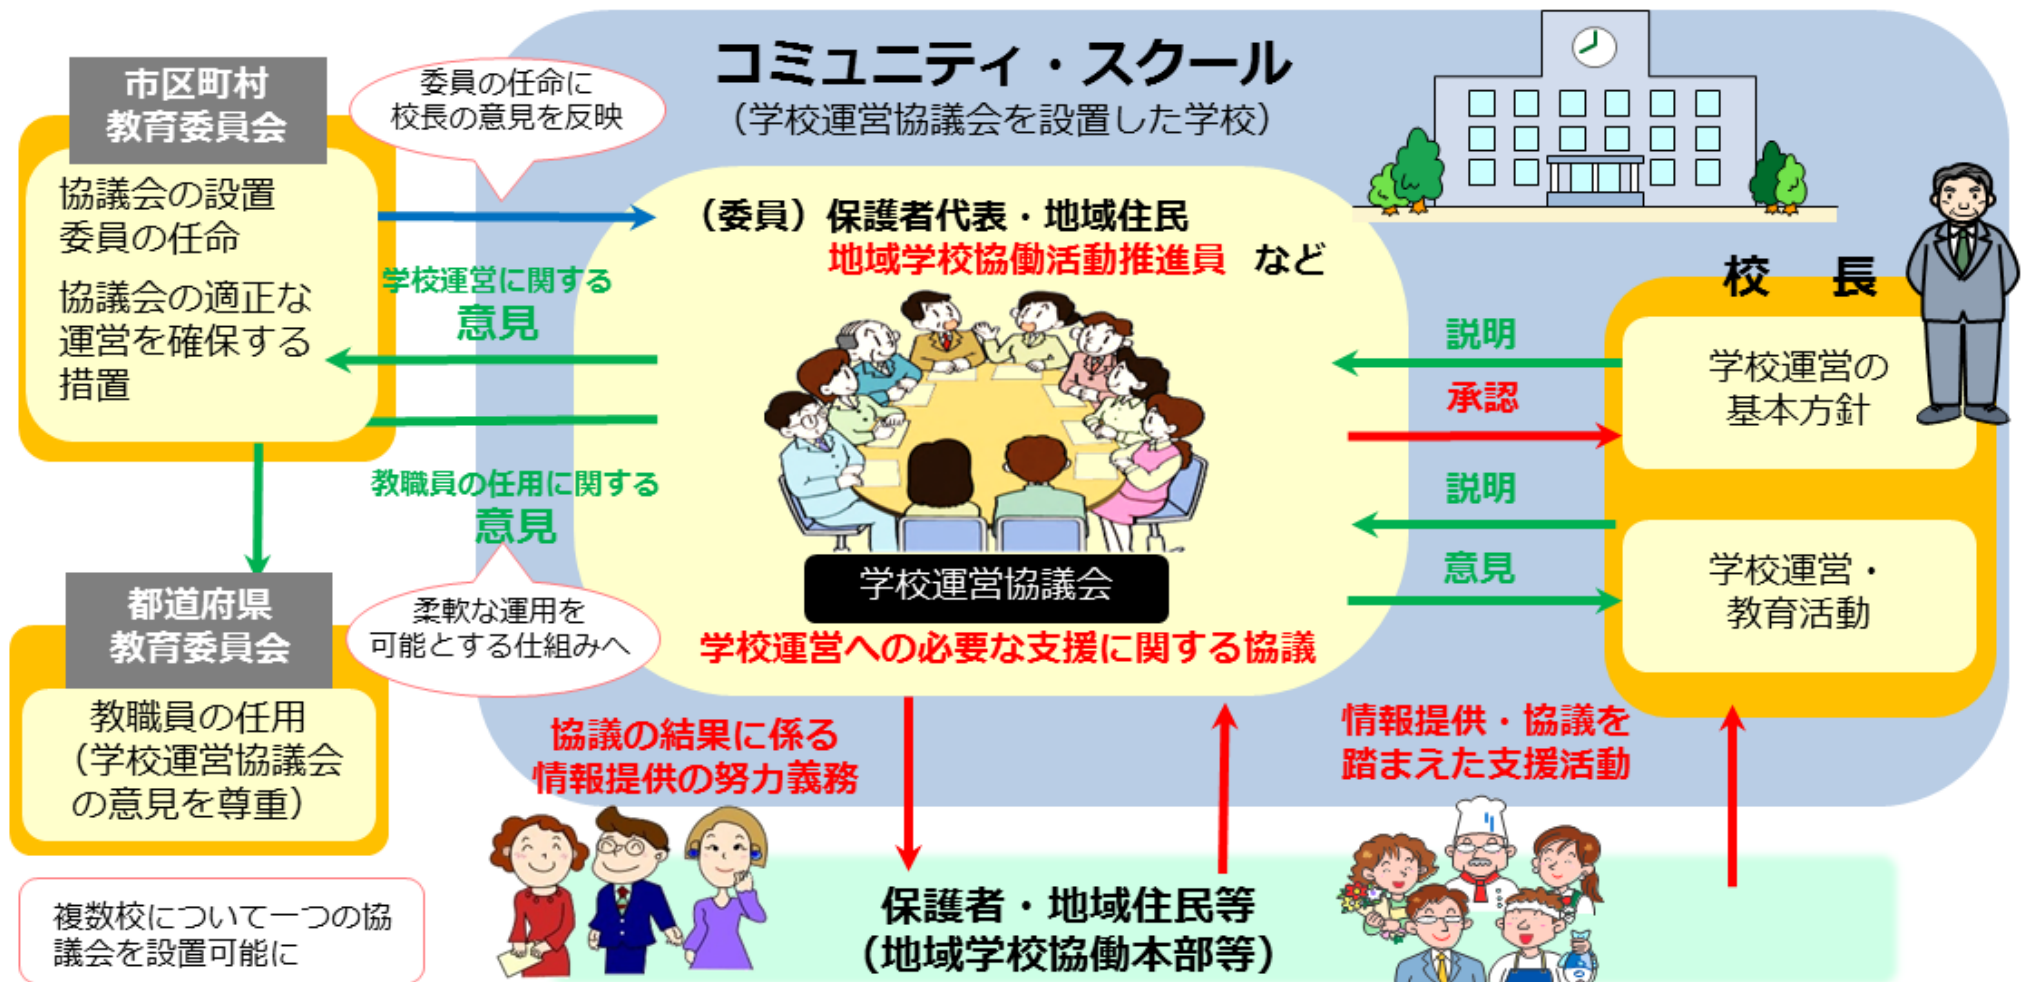 コミュニティ・スクール
（学校運営協議会を設置した学校）
市区町村
教育委員会
協議会の設置
委員の任命
協議会の適正な
運営を確保する
措置
委員の任命に
校長の意見を反映
（委員）保護者代表・地域住民
地域学校協働活動推進員　など
学校運営に関する
意見
教職員の任用に関する
意見
柔軟な運用を
可能とする仕組みへ
学校運営協議会
学校運営への必要な支援に関する協議
校　長
説明
承認
学校運営の
基本方針
説明
意見
学校運営・
教育活動
都道府県
教育委員会
教職員の任用
（学校運営協議会
の意見を尊重）
協議の結果に係る
情報提供の努力義務
情報提供・協議を
踏まえた支援活動
保護者・地域住民等
（地域学校協働本部等）
複数校について一つの協
議会を設置可能に